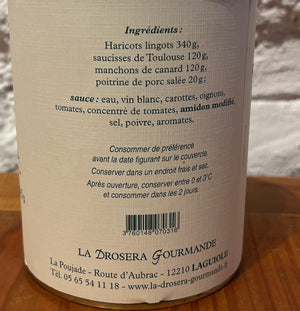 Ingrédients :
Haricots lingots 340g,
saucisses de Toulouse 120g,
manchons de canard 120g,
poitrine de porc salée 20g ;
sauce : eau, vin blanc, carottes, oignons,
tomates, concentré de tomates, amidon modifié,
sel, poivre, aromates.
Consommer de préférence
avant la date figurant sur le couvercle.
Conserver dans un endroit frais et sec.
Après ouverture, conserver entre 0 et 3°C
et consommer dans les 2 jours.
3760148070316
LA DROSERA GOURMANDE
La Poujade - Route d'Aubrac - 12210 LAGUIOLE
Tél. 05 65 54 11 18 - www.la-drosera-gourmande.fr